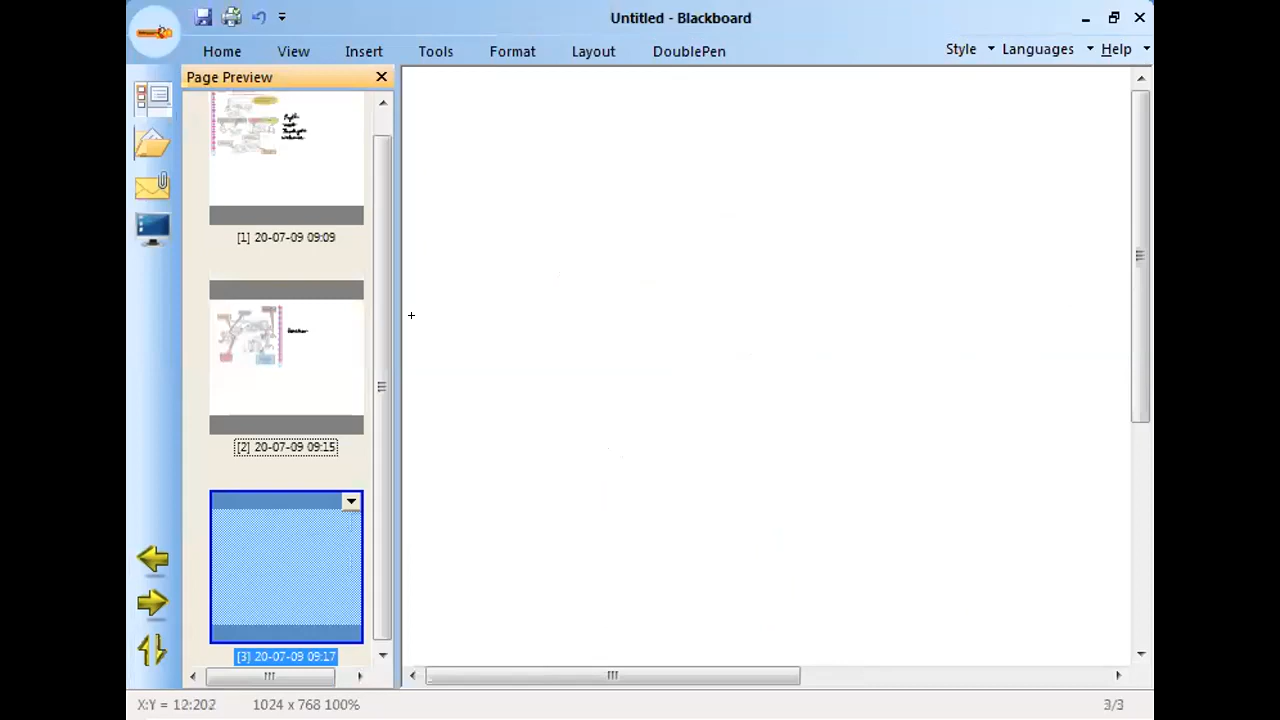 Untitled - Blackboard
Home View Insert Tools Format Layout DoublePen
Style Languages Help
Page Preview
[1] 20-07-09 09:09
[2] 20-07-09 09:15
[3] 20-07-09 09:17
X:Y = 12:202 1024 x 768 100% 3/3